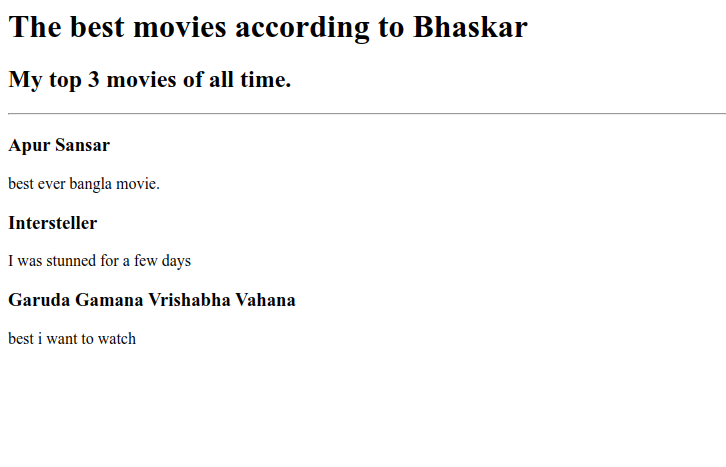 The best movies according to Bhaskar
My top 3 movies of all time.
Apur Sansar
best ever bangla movie.
Intersteller
I was stunned for a few days
Garuda Gamana Vrishabha Vahana
best i want to watch